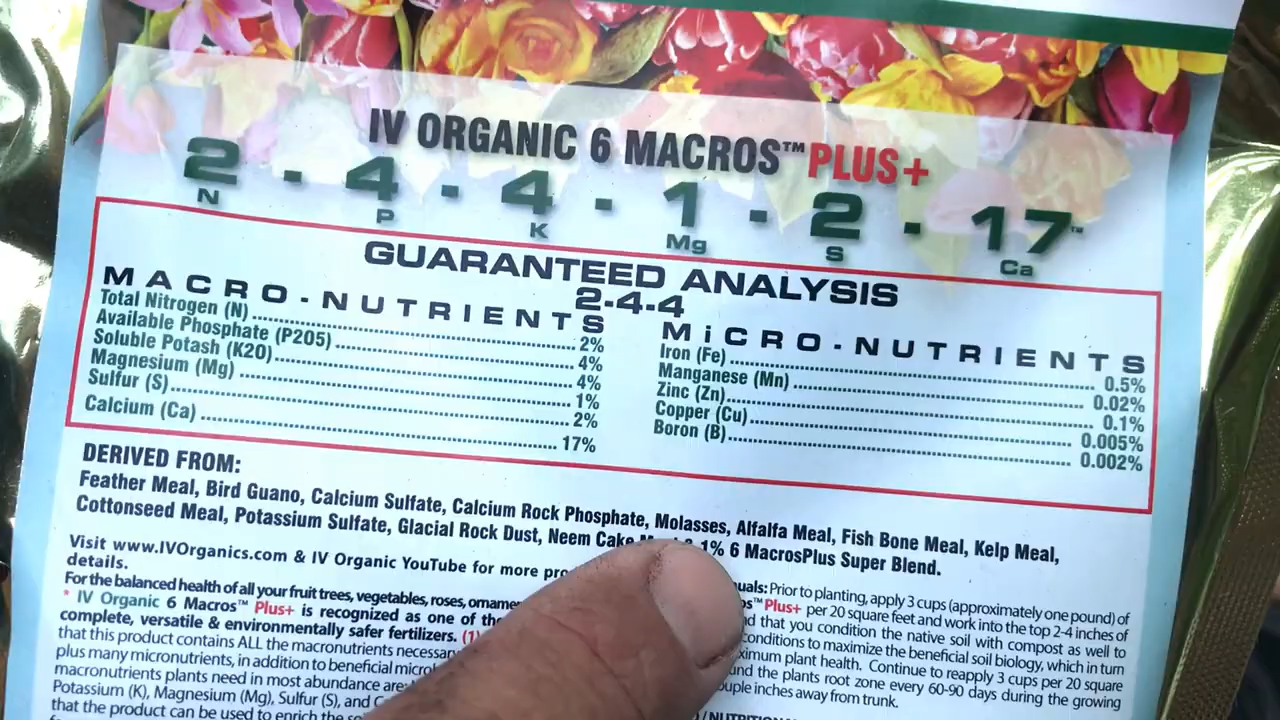 IV ORGANIC 6 MACROS™ PLUS+
2 - 4 - 4 - 1 - 2 - 17™
N P K Mg S Ca
GUARANTEED ANALYSIS
2-4-4
MACRO-NUTRIENTS
Total Nitrogen (N) 2%
Available Phosphate (P205) 4%
Soluble Potash (K20) 4%
Magnesium (Mg) 1%
Sulfur (S) 2%
Calcium (Ca) 17%
MiCRO-NUTRIENTS
Iron (Fe) 0.5%
Manganese (Mn) 0.02%
Zinc (Zn) 0.1%
Copper (Cu) 0.005%
Boron (B) 0.002%
DERIVED FROM:
Feather Meal, Bird Guano, Calcium Sulfate, Calcium Rock Phosphate, Molasses, Alfalfa Meal, Fish Bone Meal, Kelp Meal,
Cottonseed Meal, Potassium Sulfate, Glacial Rock Dust, Neem Cake 1% 6 MacrosPlus Super Blend.
Visit www.IVOrganics.com & IV Organic YouTube for more
details.
For the balanced health of all your fruit trees, vegetables, roses,
* IV Organic 6 Macros™ Plus+ is recognized as one of the
complete, versatile & environmentally safer fertilizers. (1)
that this product contains ALL the macronutrients
plus many micronutrients, in addition to beneficial
macronutrients plants need in most abundance are:
Potassium (K), Magnesium (Mg), Sulfur (S), and
that the product can be used to enrich the
Prior to planting, apply 3 cups (approximately one pound) of
Plus+ per 20 square feet and work into the top 2-4 inches of
that you condition the native soil with compost as well to
conditions to maximize the beneficial soil biology, which in turn
plant health. Continue to reapply 3 cups per 20 square
the plants root zone every 60-90 days during the growing
inches away from trunk.